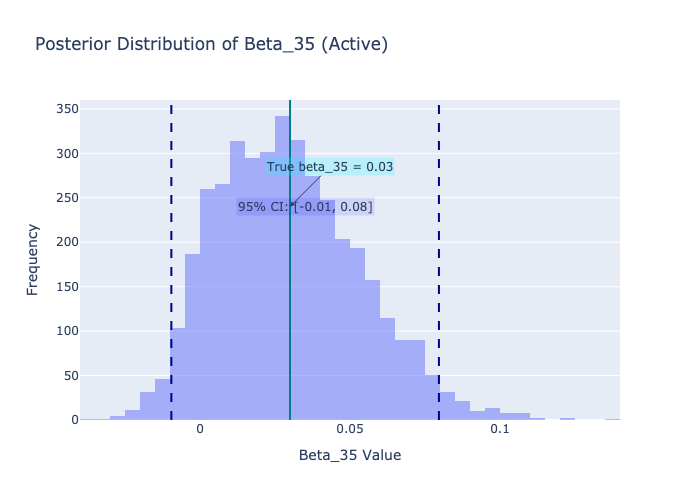 Posterior Distribution of Beta_35 (Active)
350
300
250
200
150
100
50
0
Frequency
True beta_35 = 0.03
95% CI: [-0.01, 0.08]
0
0.05
0.1
Beta_35 Value